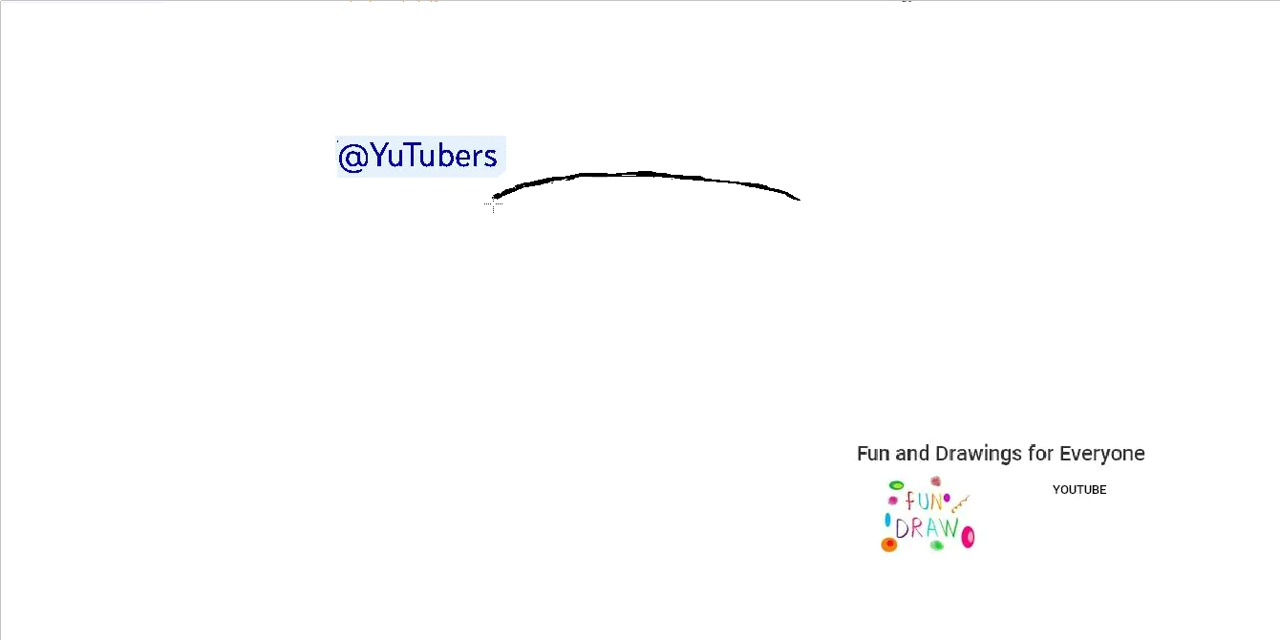 @YuTubers
Fun and Drawings for Everyone
YOUTUBE
FUN
DRAW